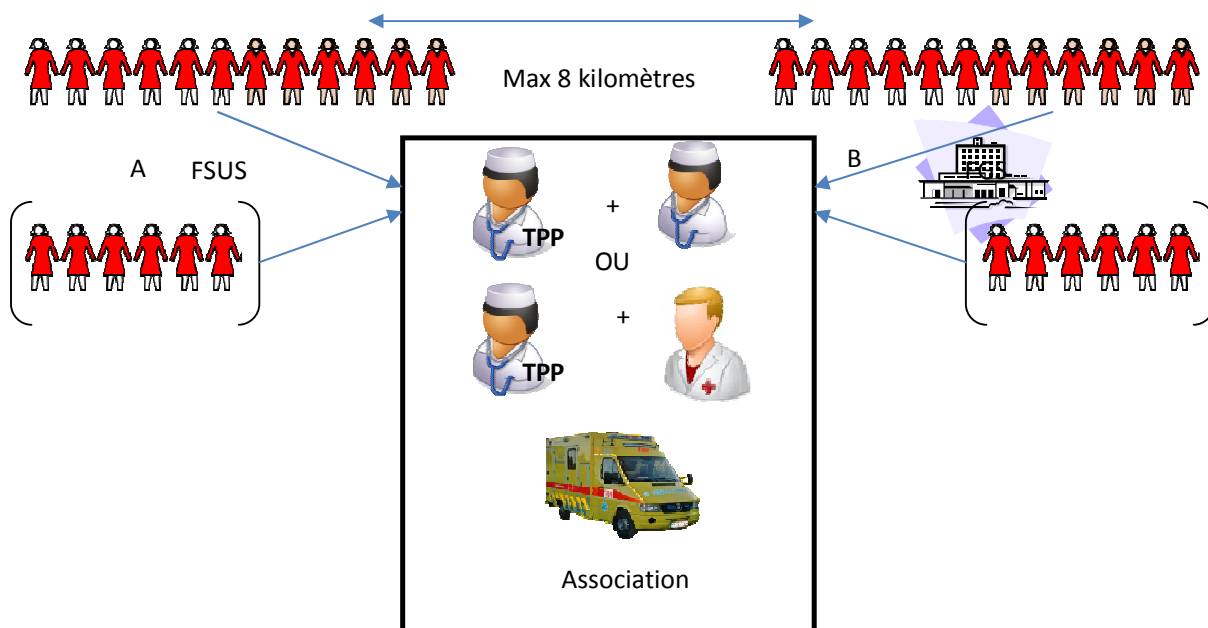 Max 8 kilomètres
A FSUS
B
+
TPP
OU
+
TPP
Association